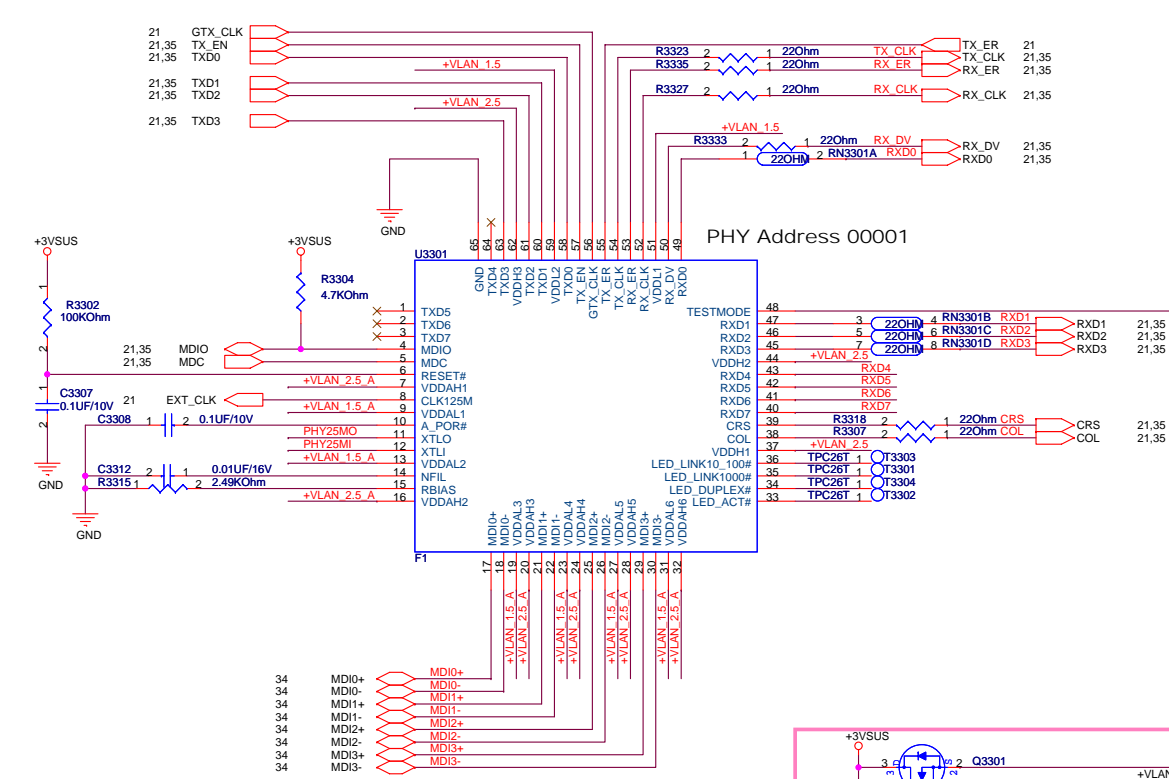 21 GTX_CLK
21,35 TX_EN
21,35 TXD0
21,35 TXD1
21,35 TXD2
21,35 TXD3
+VLAN_1.5
+VLAN_2.5
TX_ER 21
R3323 2 1 22Ohm TX_CLK TX_CLK 21,35
R3335 2 1 22Ohm RX_ER RX_ER 21,35
R3327 2 1 22Ohm RX_CLK RX_CLK 21,35
+VLAN_1.5
R3333 2 1 22Ohm RX_DV RX_DV 21,35
1 22OHM 2 RN3301A RXD0 RXD0 21,35
GND
PHY Address 00001
+3VSUS
+3VSUS
U3301
65 64 63 62 61 60 59 58 57 56 55 54 53 52 51 50 49
GND TXD4 TXD3 VDDH3 TXD2 TXD1 VDDL2 TXD0 TX_EN GTX_CLK TX_ER TX_CLK RX_ER RX_CLK VDDL1 RX_DV RXD0
1
R3302
100KOhm
2
R3304
4.7KOhm
1 TXD5
2 TXD6
3 TXD7
21,35 MDIO 4 MDIO
21,35 MDC 5 MDC
6 RESET#
+VLAN_2.5_A 7 VDDAH1
21 EXT_CLK 8 CLK125M
+VLAN_1.5_A 9 VDDAL1
1
C3307
0.1UF/10V
2
GND
C3308 1 2 0.1UF/10V 10 A_POR#
PHY25MO 11 XTLO
PHY25MI 12 XTLI
+VLAN_1.5_A 13 VDDAL2
C3312 2 1 0.01UF/16V 14 NFIL
R3315 1 2 2.49KOhm 15 RBIAS
+VLAN_2.5_A 16 VDDAH2
GND
TESTMODE 48
RXD1 47 3 22OHM 4 RN3301B RXD1 RXD1 21,35
RXD2 46 5 22OHM 6 RN3301C RXD2 RXD2 21,35
RXD3 45 7 22OHM 8 RN3301D RXD3 RXD3 21,35
VDDH2 44 +VLAN_2.5
RXD4 43 RXD4
RXD5 42 RXD5
RXD6 41 RXD6
RXD7 40 RXD7
CRS 39 R3318 2 1 22Ohm CRS CRS 21,35
COL 38 R3307 2 1 22Ohm COL COL 21,35
VDDH1 37 +VLAN_2.5
LED_LINK10_100# 36 TPC26T 1 T3303
LED_LINK1000# 35 TPC26T 1 T3301
LED_DUPLEX# 34 TPC26T 1 T3304
LED_ACT# 33 TPC26T 1 T3302
MDI0+ MDI0- VDDAL3 VDDAH3 MDI1+ MDI1- VDDAL4 VDDAH4 MDI2+ MDI2- VDDAL5 VDDAH5 MDI3+ MDI3- VDDAL6 VDDAH6
F1
17 18 19 20 21 22 23 24 25 26 27 28 29 30 31 32
+VLAN_1.5_A +VLAN_2.5_A +VLAN_1.5_A +VLAN_2.5_A +VLAN_1.5_A +VLAN_2.5_A +VLAN_1.5_A +VLAN_2.5_A
34 MDI0+ MDI0+
34 MDI0- MDI0-
34 MDI1+ MDI1+
34 MDI1- MDI1-
34 MDI2+ MDI2+
34 MDI2- MDI2-
34 MDI3+ MDI3+
34 MDI3- MDI3-
+3VSUS
3 3 D S 2 2 Q3301
+VLAN